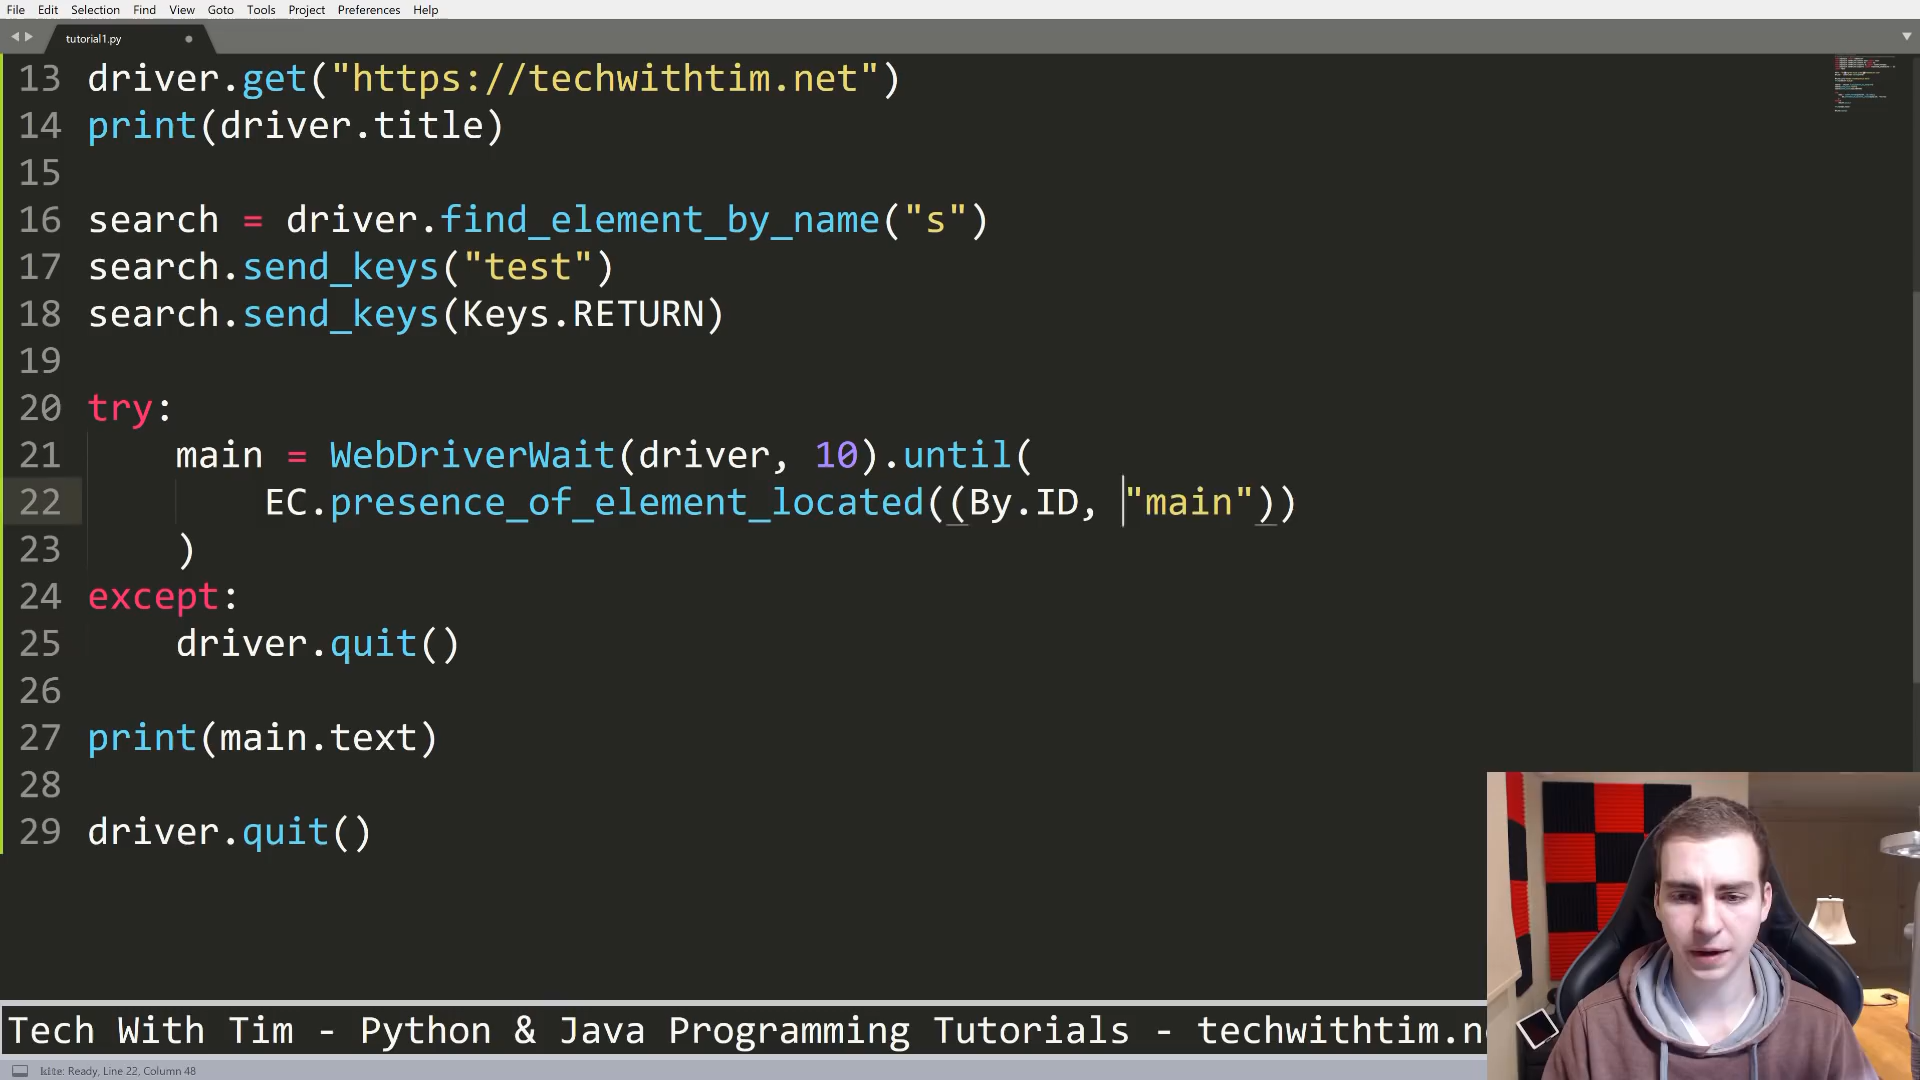 File Edit Selection Find View Goto Tools Project Preferences Help
tutorial1.py
13 driver.get("https://techwithtim.net")
14 print(driver.title)
15
16 search = driver.find_element_by_name("s")
17 search.send_keys("test")
18 search.send_keys(Keys.RETURN)
19
20 try:
21     main = WebDriverWait(driver, 10).until(
22         EC.presence_of_element_located((By.ID, "main"))
23     )
24 except:
25     driver.quit()
26
27 print(main.text)
28
29 driver.quit()
Tech With Tim - Python & Java Programming Tutorials - techwithtim.n
kite: Ready, Line 22, Column 48